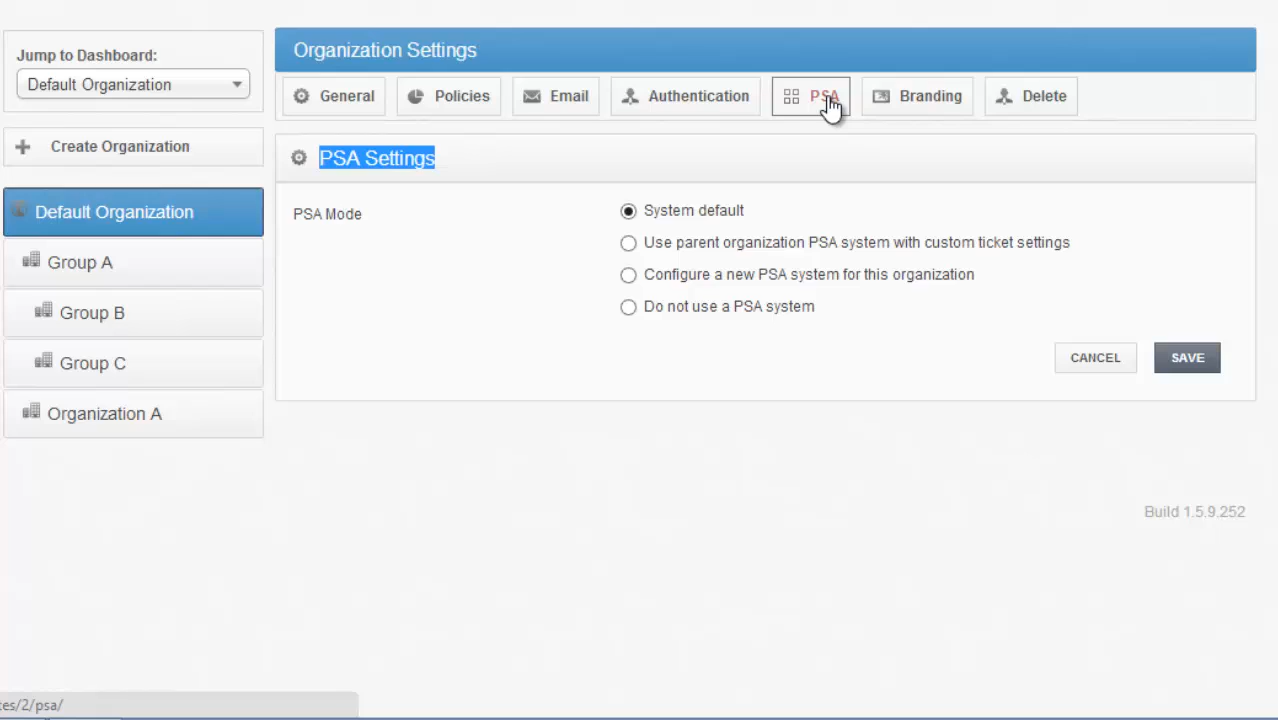 Jump to Dashboard:
Default Organization
Create Organization
Default Organization
Group A
Group B
Group C
Organization A
Organization Settings
General Policies Email Authentication PSA Branding Delete
PSA Settings
PSA Mode
System default
Use parent organization PSA system with custom ticket settings
Configure a new PSA system for this organization
Do not use a PSA system
CANCEL SAVE
Build 1.5.9.252
es/2/psa/